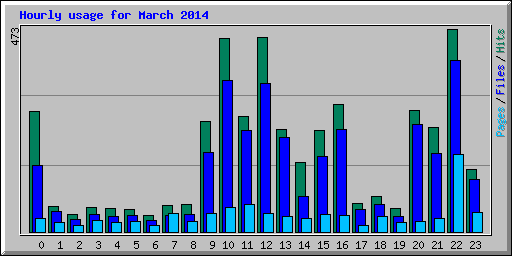 Hourly usage for March 2014
473
Pages / Files / Hits
0 1 2 3 4 5 6 7 8 9 10 11 12 13 14 15 16 17 18 19 20 21 22 23